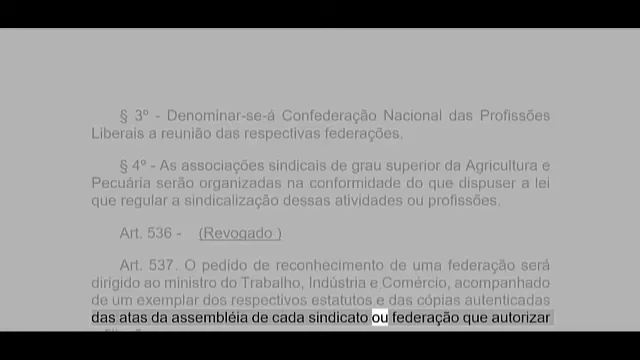 § 3º - Denominar-se-á Confederação Nacional das Profissões
Liberais a reunião das respectivas federações.
§ 4º - As associações sindicais de grau superior da Agricultura e
Pecuária serão organizadas na conformidade do que dispuser a lei
que regular a sindicalização dessas atividades ou profissões.
Art. 536 - (Revogado )
Art. 537. O pedido de reconhecimento de uma federação será
dirigido ao ministro do Trabalho, Indústria e Comércio, acompanhado
de um exemplar dos respectivos estatutos e das cópias autenticadas
das atas da assembléia de cada sindicato ou federação que autorizar